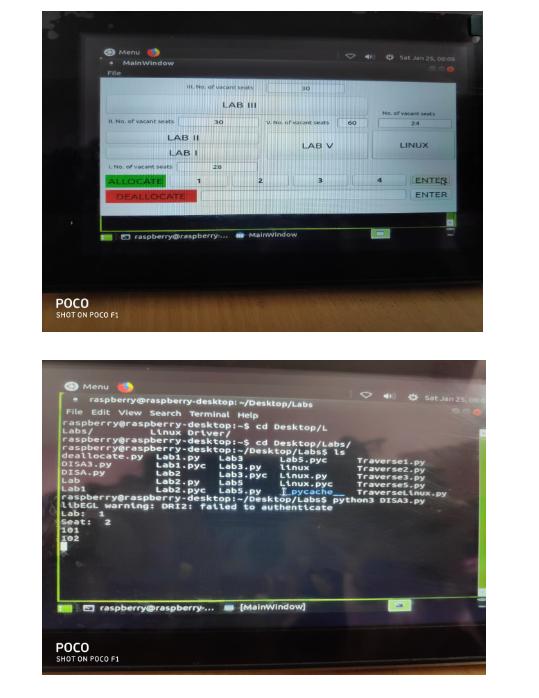 Menu
Sat Jan 25, 08:08
MainWindow
File
III. No. of vacant seats 30
LAB III
No. of vacant seats
II. No. of vacant seats 30 V. No. of vacant seats 60 24
LAB II
LAB V LINUX
LAB I
I. No. of vacant seats 28
ALLOCATE 1 2 3 4 ENTER
DEALLOCATE ENTER
raspberry@raspberry-... MainWindow
POCO
SHOT ON POCO F1
Menu
Sat Jan 25,
raspberry@raspberry-desktop: ~/Desktop/Labs
File Edit View Search Terminal Help
raspberry@raspberry-desktop:~$ cd Desktop/L
Labs/ Linux Driver/
raspberry@raspberry-desktop:~$ cd Desktop/Labs/
raspberry@raspberry-desktop:~/Desktop/Labs$ ls
deallocate.py Lab1.py Lab3 Lab5.pyc Traverse1.py
DISA3.py Lab1.pyc Lab3.py linux Traverse2.py
DISA.py Lab2 Lab3.pyc Linux.py Traverse3.py
Lab Lab2.py Lab5 Linux.pyc Traverse5.py
Lab1 Lab2.pyc Lab5.py __pycache__ TraverseLinux.py
raspberry@raspberry-desktop:~/Desktop/Labs$ python3 DISA3.py
libEGL warning: DRI2: failed to authenticate
Lab: 1
Seat: 2
101
102
raspberry@raspberry-... [MainWindow]
POCO
SHOT ON POCO F1